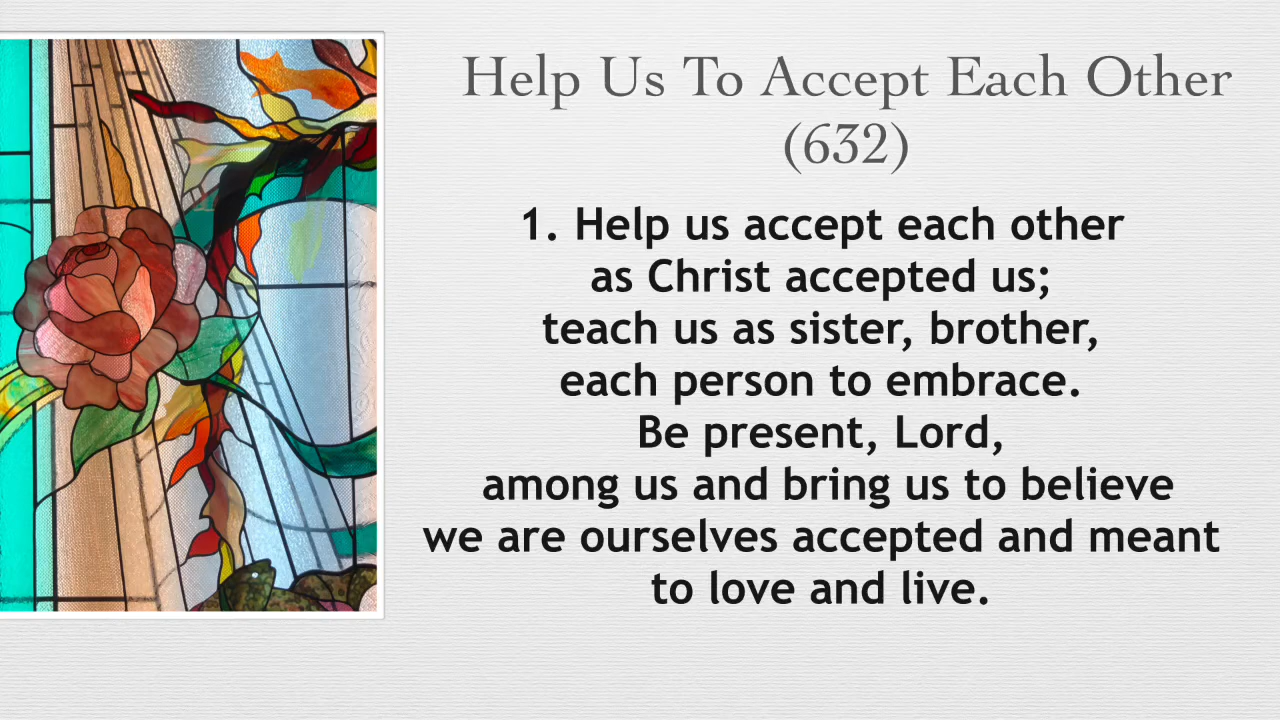 Help Us To Accept Each Other
(632)
1. Help us accept each other
as Christ accepted us;
teach us as sister, brother,
each person to embrace.
Be present, Lord,
among us and bring us to believe
we are ourselves accepted and meant
to love and live.